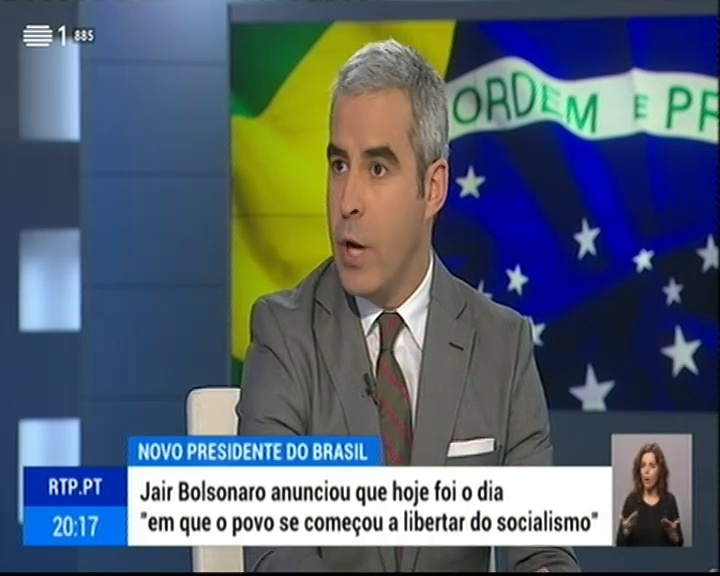 1 885
ORDEM E PR
NOVO PRESIDENTE DO BRASIL
RTP.PT
20:17
Jair Bolsonaro anunciou que hoje foi o dia
"em que o povo se começou a libertar do socialismo"